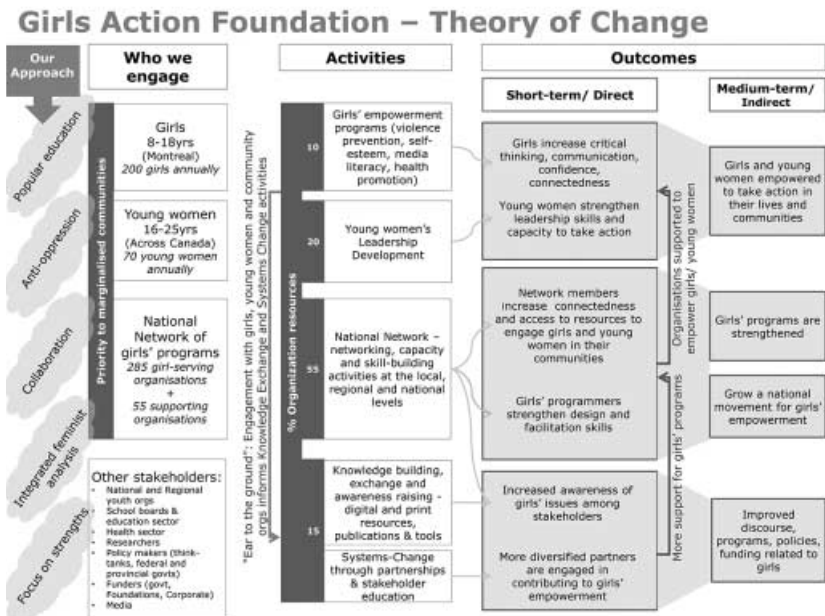 Girls Action Foundation – Theory of Change
Our
Approach
Popular education
Anti-oppression
Collaboration
Integrated feminist
analysis
Focus on strengths
Who we
engage
Priority to marginalised communities
Girls
8-18yrs
(Montreal)
200 girls annually
Young women
16-25yrs
(Across Canada)
70 young women
annually
National
Network of
girls' programs
285 girl-serving
organisations
+
55 supporting
organisations
Other stakeholders:
• National and Regional
youth orgs
• School boards &
education sector
• Health sector
• Researchers
• Policy makers (think-
tanks, federal and
provincial govts)
• Funders (govt,
Foundations, Corporate)
• Media
"Ear to the ground": Engagement with girls, young women and community
orgs informs Knowledge Exchange and Systems Change activities
Activities
% Organization resources
10
Girls' empowerment
programs (violence
prevention, self-
esteem, media
literacy, health
promotion)
20
Young women's
Leadership
Development
55
National Network –
networking, capacity
and skill-building
activities at the local,
regional and national
levels
15
Knowledge building,
exchange and
awareness raising -
digital and print
resources,
publications & tools
Systems-Change
through partnerships
& stakeholder
education
Outcomes
Short-term/ Direct
Girls increase critical
thinking, communication,
confidence,
connectedness
Young women strengthen
leadership skills and
capacity to take action
Network members
increase connectedness
and access to resources to
engage girls and young
women in their
communities
Girls' programmers
strengthen design and
facilitation skills
Increased awareness of
girls' issues among
stakeholders
More diversified partners
are engaged in
contributing to girls'
empowerment
Organisations supported to
empower girls/ young women
More support for girls' programs
Medium-term/
Indirect
Girls and young
women empowered
to take action in
their lives and
communities
Girls' programs are
strengthened
Grow a national
movement for girls'
empowerment
Improved
discourse,
programs, policies,
funding related to
girls